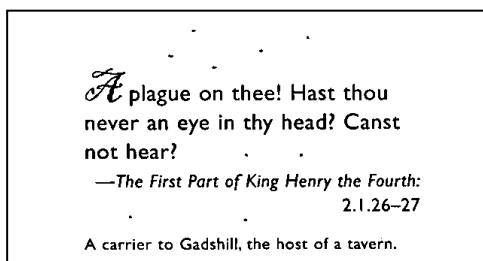 A plague on thee! Hast thou
never an eye in thy head? Canst
not hear?
—The First Part of King Henry the Fourth:
2.1.26–27
A carrier to Gadshill, the host of a tavern.